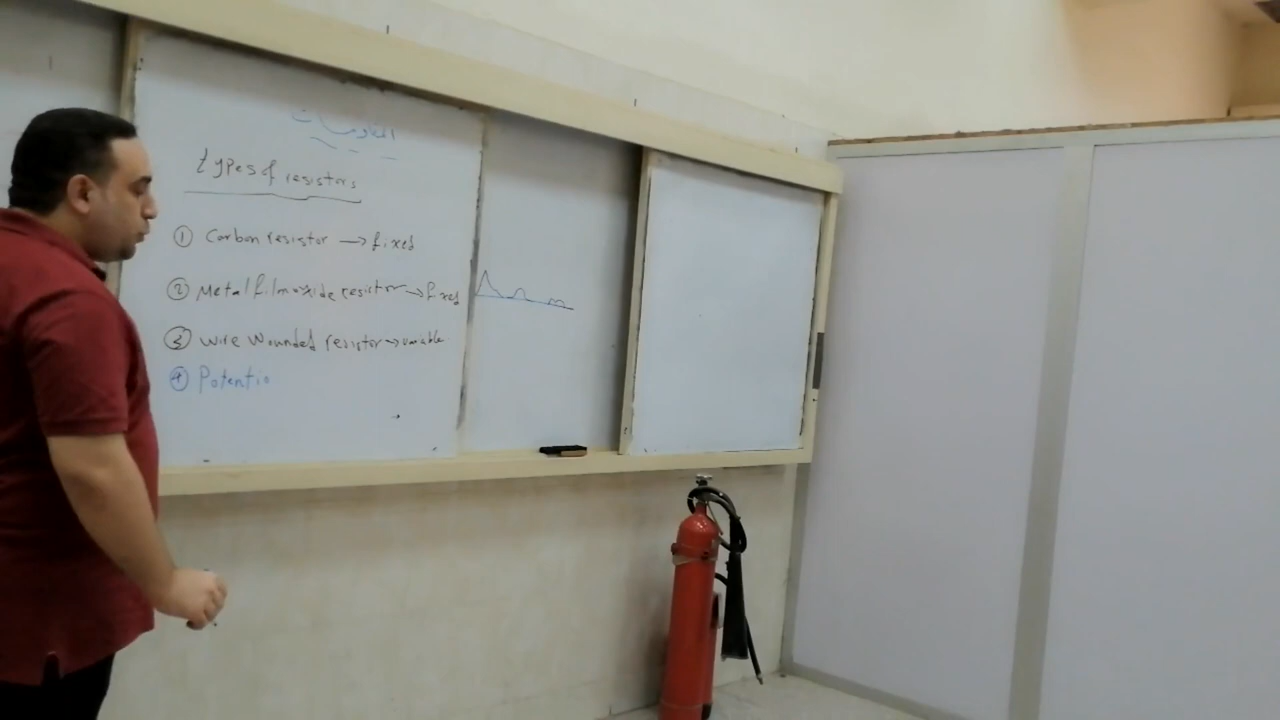 المقاومات
types of resistors
① Carbon resistor → fixed
② Metal film oxide resistor → fixed
③ wire wounded resistor → variable
④ Potentio